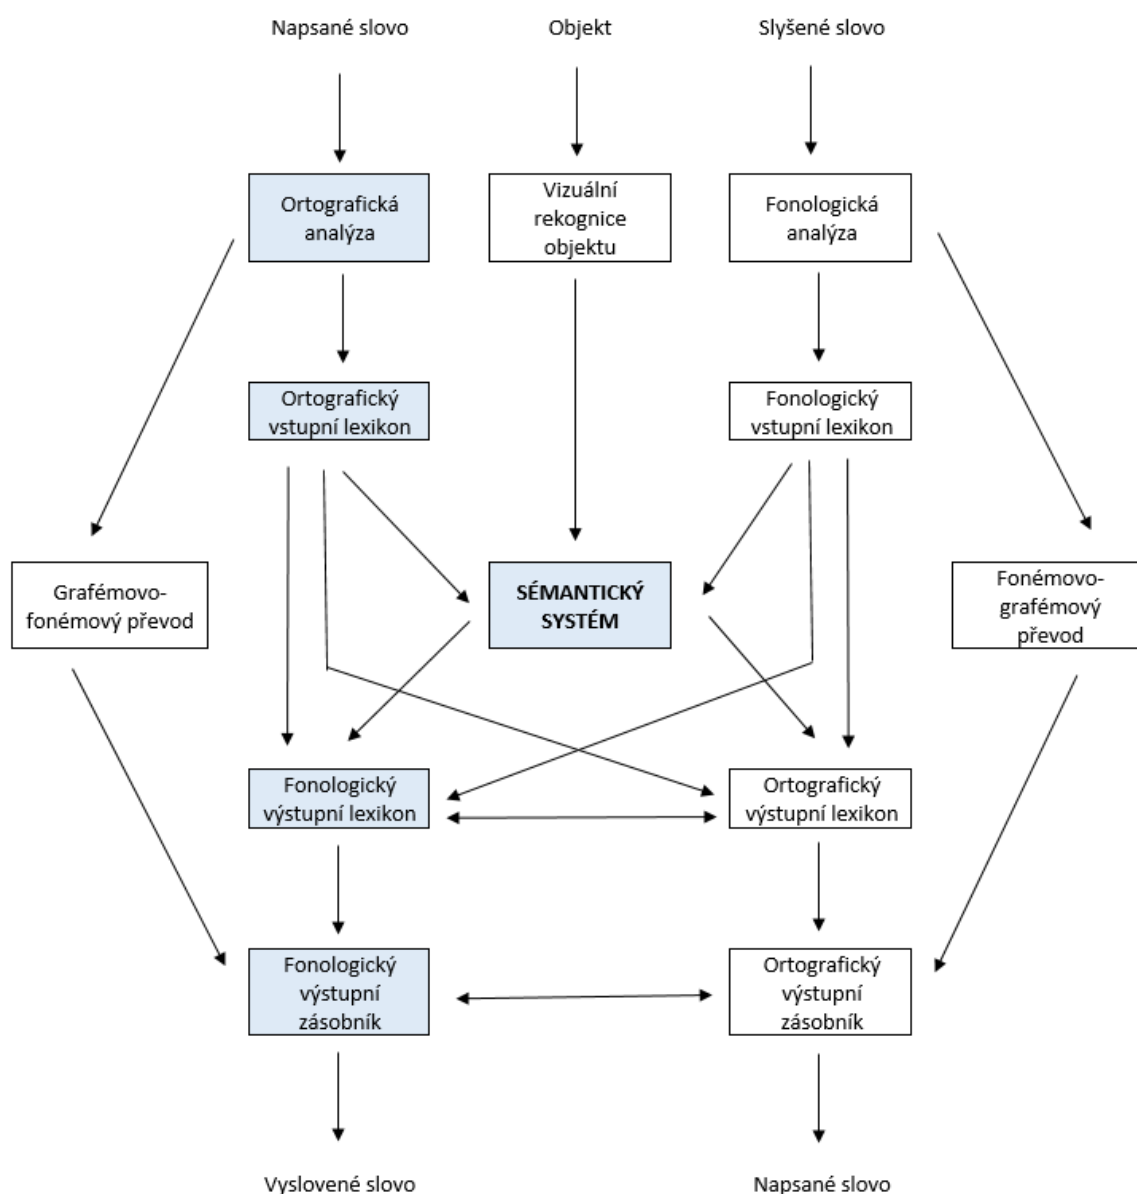 Napsané slovo
Objekt
Slyšené slovo
Ortografická
analýza
Vizuální
rekognice
objektu
Fonologická
analýza
Ortografický
vstupní lexikon
Fonologický
vstupní lexikon
Grafémovo-
fonémový převod
SÉMANTICKÝ
SYSTÉM
Fonémovo-
grafémový
převod
Fonologický
výstupní lexikon
Ortografický
výstupní lexikon
Fonologický
výstupní
zásobník
Ortografický
výstupní
zásobník
Vyslovené slovo
Napsané slovo